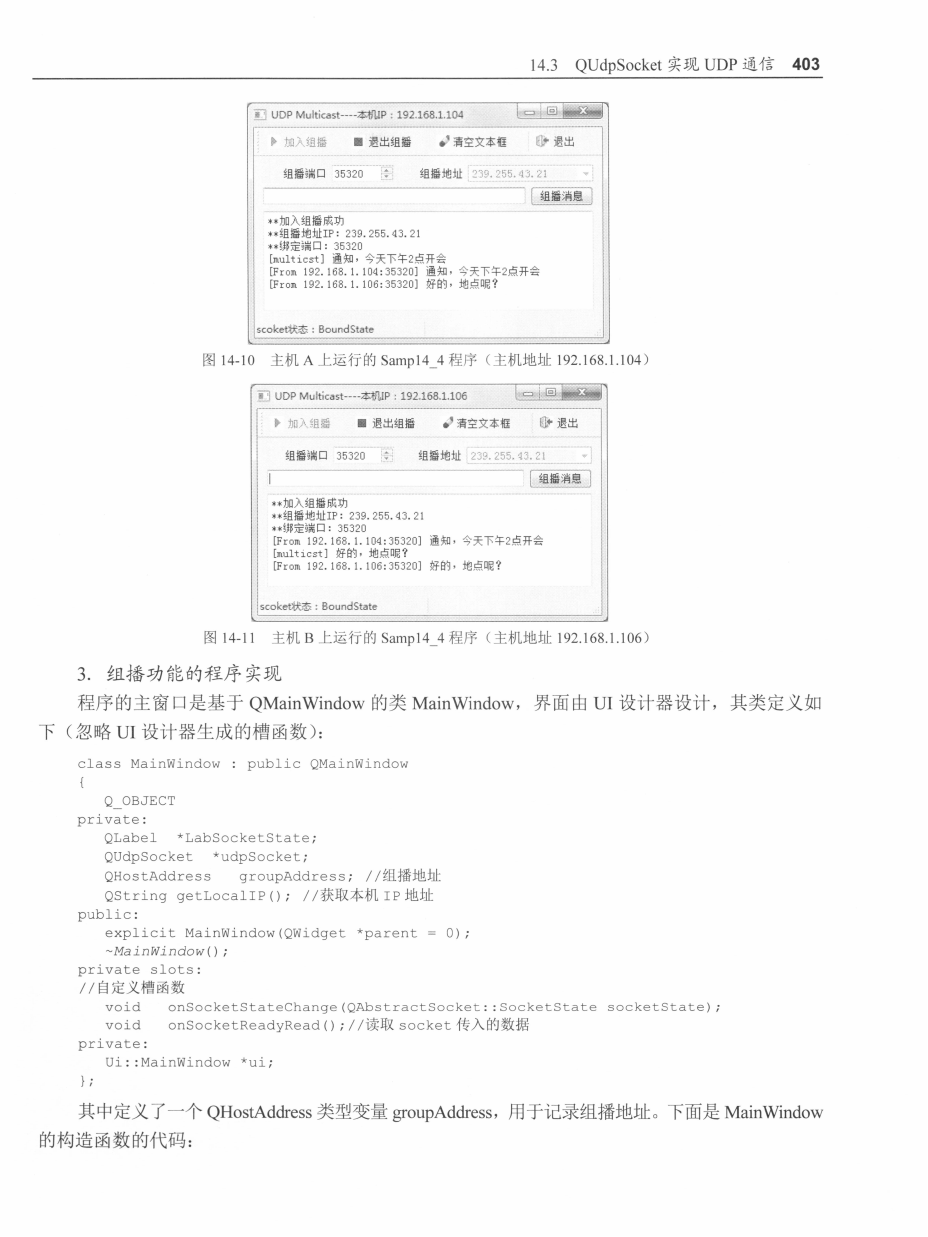 14.3 QUdpSocket 实现 UDP 通信 403
UDP Multicast----本机IP : 192.168.1.104
加入组播 退出组播 清空文本框 退出
组播端口 35320 组播地址 239.255.43.21
组播消息
**加入组播成功
**组播地址IP: 239.255.43.21
**绑定端口: 35320
[multicst] 通知, 今天下午2点开会
[From 192.168.1.104:35320] 通知, 今天下午2点开会
[From 192.168.1.106:35320] 好的, 地点呢?
scoket状态 : BoundState
图 14-10 主机 A 上运行的 Samp14_4 程序（主机地址 192.168.1.104）
UDP Multicast----本机IP : 192.168.1.106
加入组播 退出组播 清空文本框 退出
组播端口 35320 组播地址 239.255.43.21
组播消息
**加入组播成功
**组播地址IP: 239.255.43.21
**绑定端口: 35320
[From 192.168.1.104:35320] 通知, 今天下午2点开会
[multicst] 好的, 地点呢?
[From 192.168.1.106:35320] 好的, 地点呢?
scoket状态 : BoundState
图 14-11 主机 B 上运行的 Samp14_4 程序（主机地址 192.168.1.106）
3. 组播功能的程序实现
程序的主窗口是基于 QMainWindow 的类 MainWindow，界面由 UI 设计器设计，其类定义如
下（忽略 UI 设计器生成的槽函数）：
class MainWindow : public QMainWindow
{
Q_OBJECT
private:
QLabel *LabSocketState;
QUdpSocket *udpSocket;
QHostAddress groupAddress; //组播地址
QString getLocalIP(); //获取本机 IP 地址
public:
explicit MainWindow(QWidget *parent = 0);
~MainWindow();
private slots:
//自定义槽函数
void onSocketStateChange(QAbstractSocket::SocketState socketState);
void onSocketReadyRead();//读取 socket 传入的数据
private:
Ui::MainWindow *ui;
};
其中定义了一个 QHostAddress 类型变量 groupAddress，用于记录组播地址。下面是 MainWindow
的构造函数的代码：